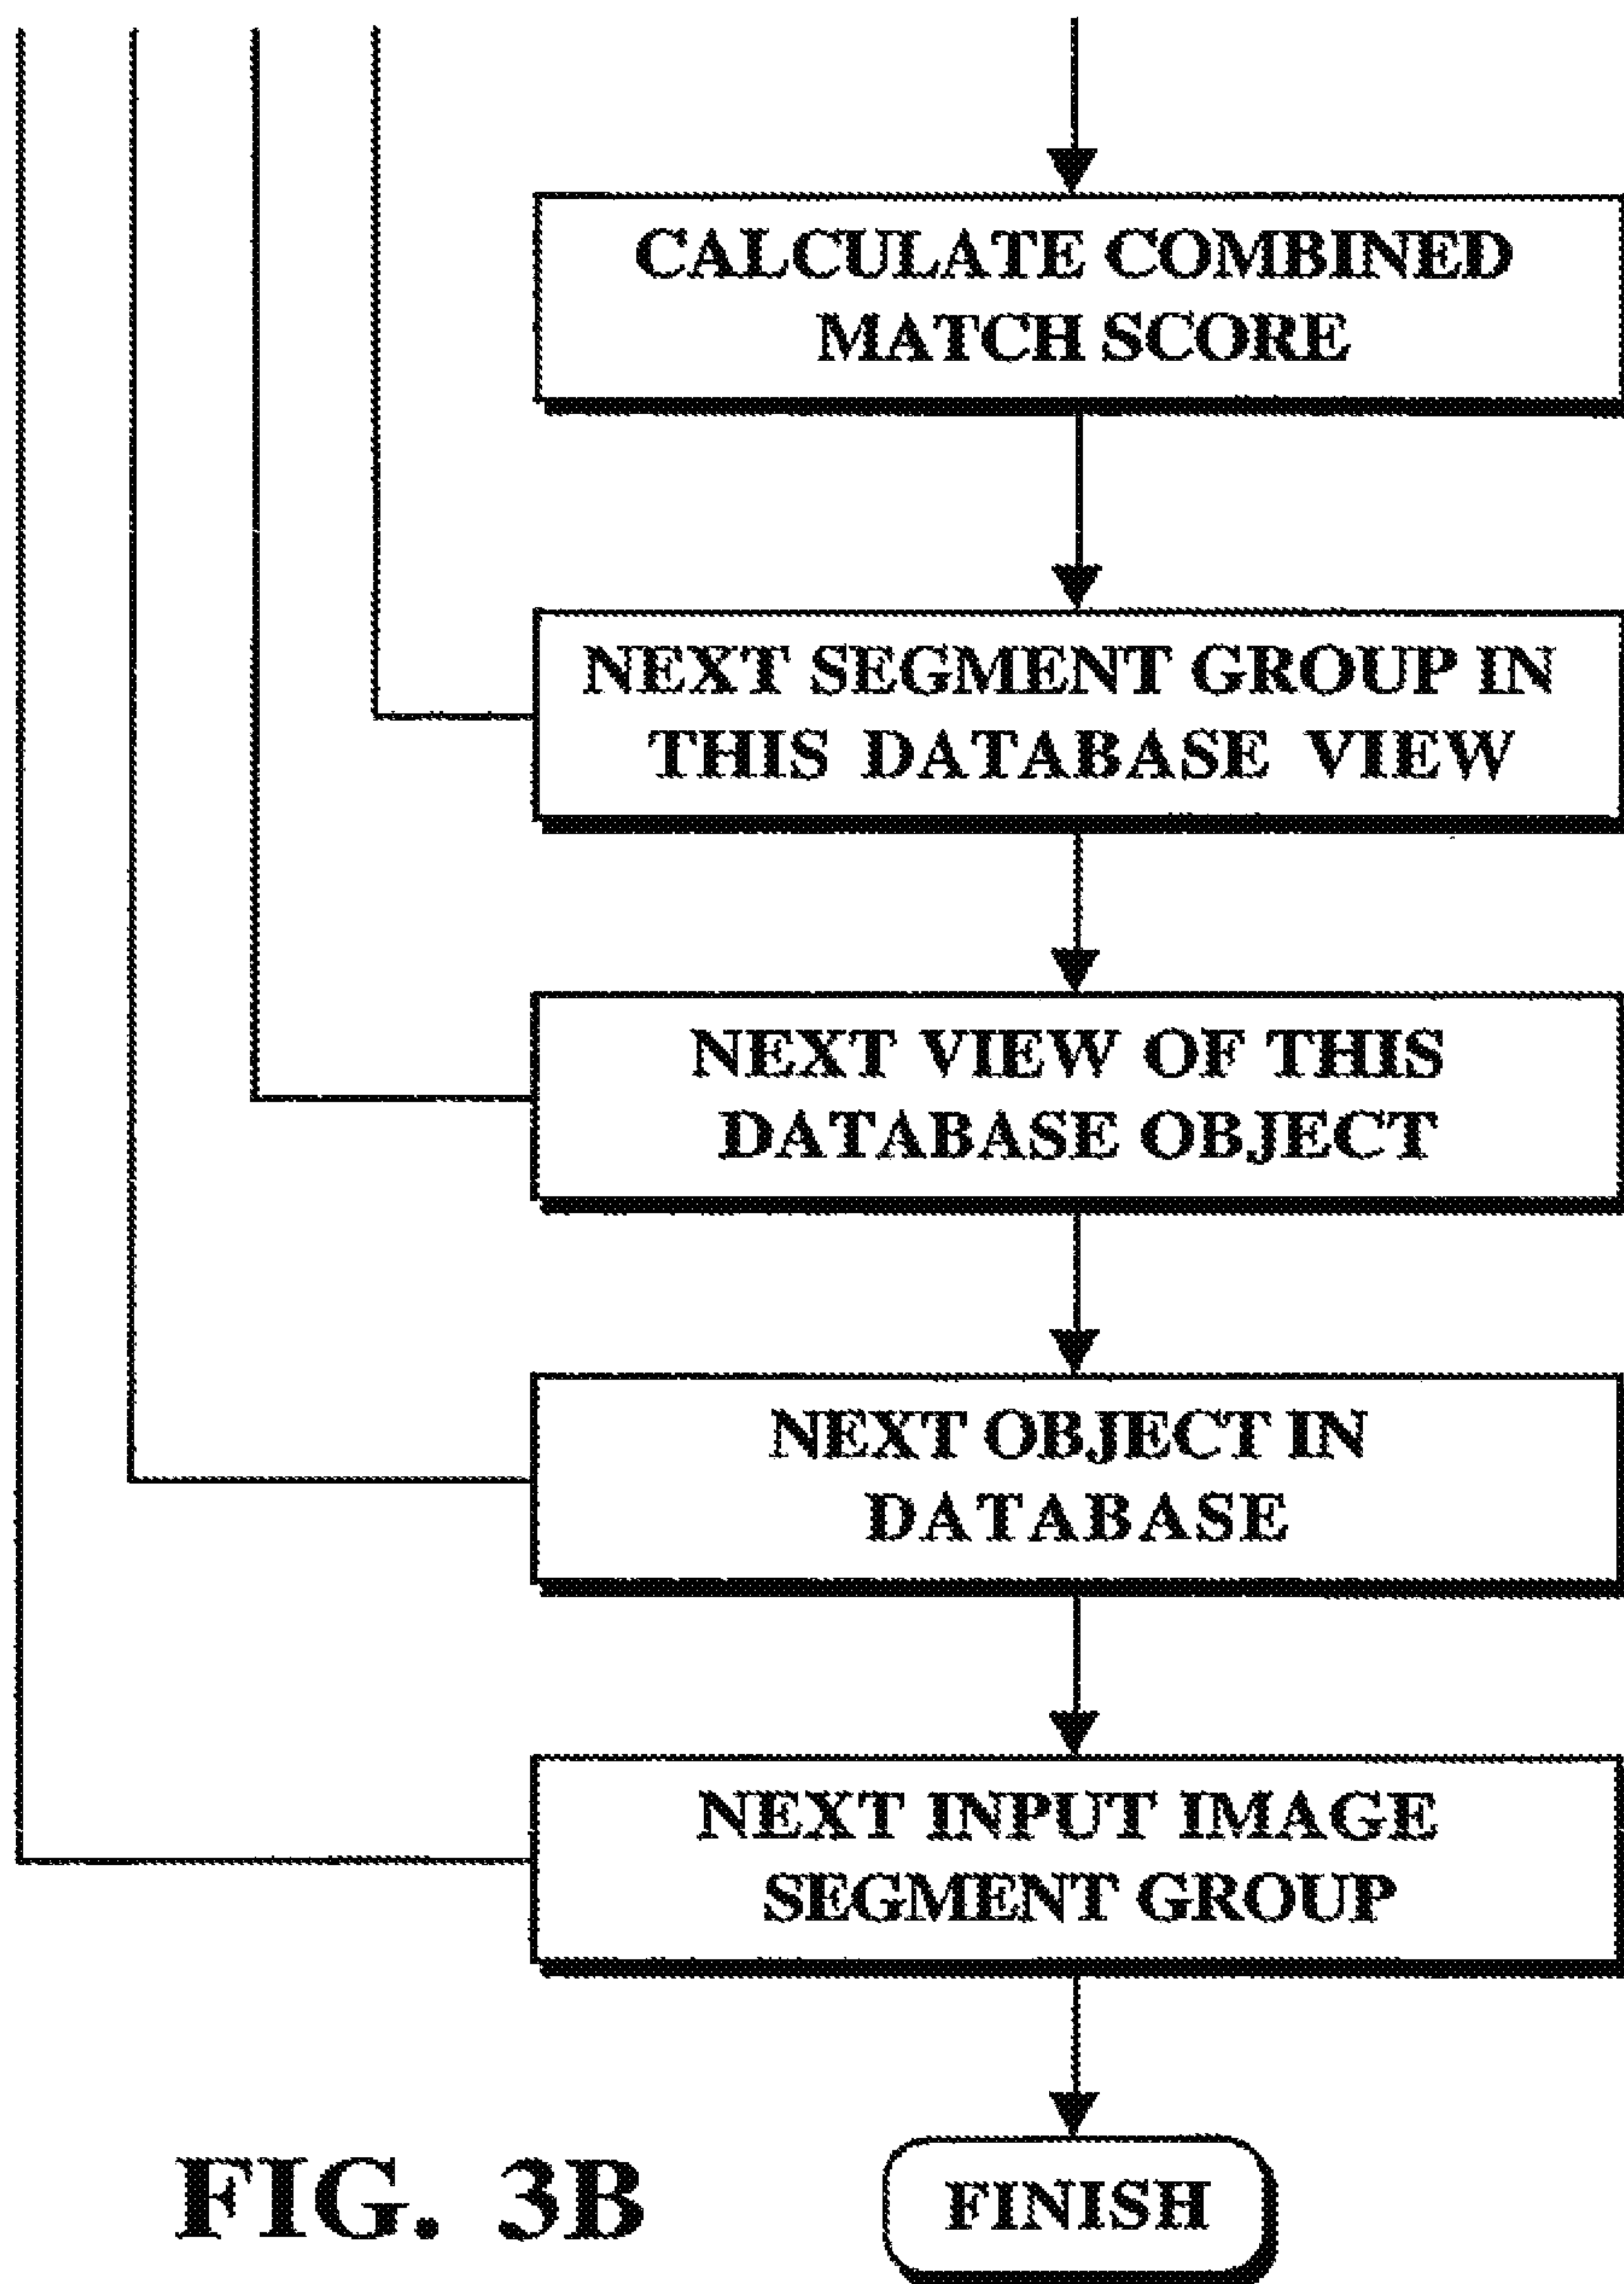 CALCULATE COMBINED
MATCH SCORE
NEXT SEGMENT GROUP IN
THIS DATABASE VIEW
NEXT VIEW OF THIS
DATABASE OBJECT
NEXT OBJECT IN
DATABASE
NEXT INPUT IMAGE
SEGMENT GROUP
FINISH
FIG. 3B